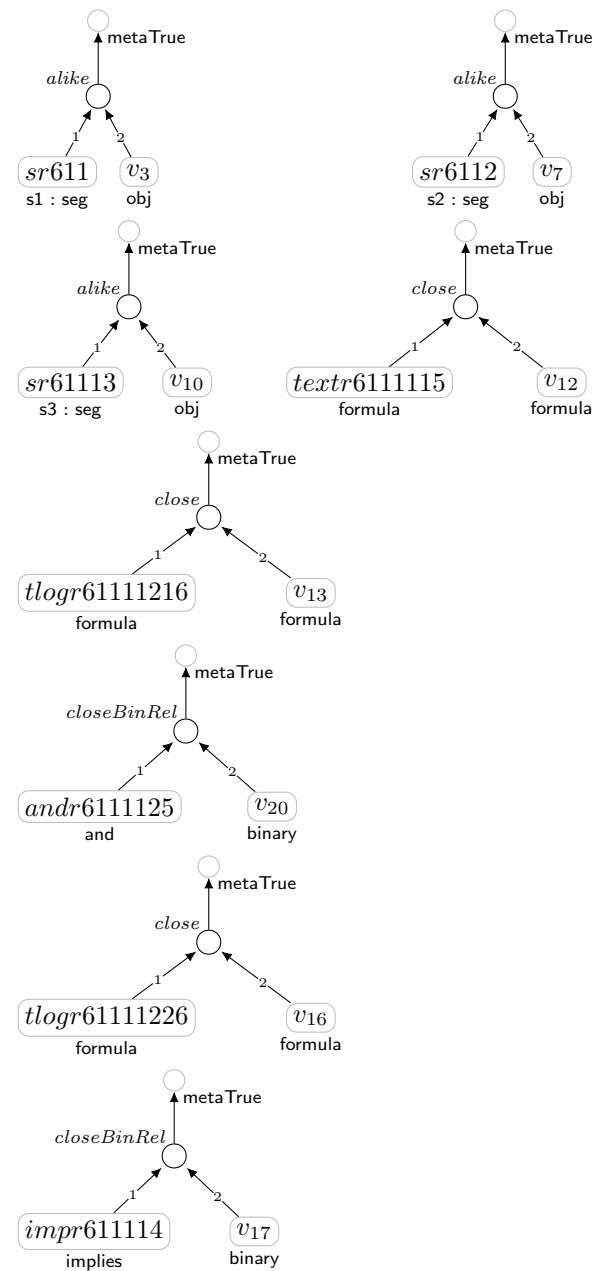 metaTrue metaTrue
alike alike
1 2 1 2
sr611 v3 sr6112 v7
s1 : seg obj s2 : seg obj
metaTrue metaTrue
alike close
1 2 1 2
sr61113 v10 textr6111115 v12
s3 : seg obj formula formula
metaTrue
close
1 2
tlogr61111216 v13
formula formula
metaTrue
closeBinRel
1 2
andr6111125 v20
and binary
metaTrue
close
1 2
tlogr61111226 v16
formula formula
metaTrue
closeBinRel
1 2
impr611114 v17
implies binary